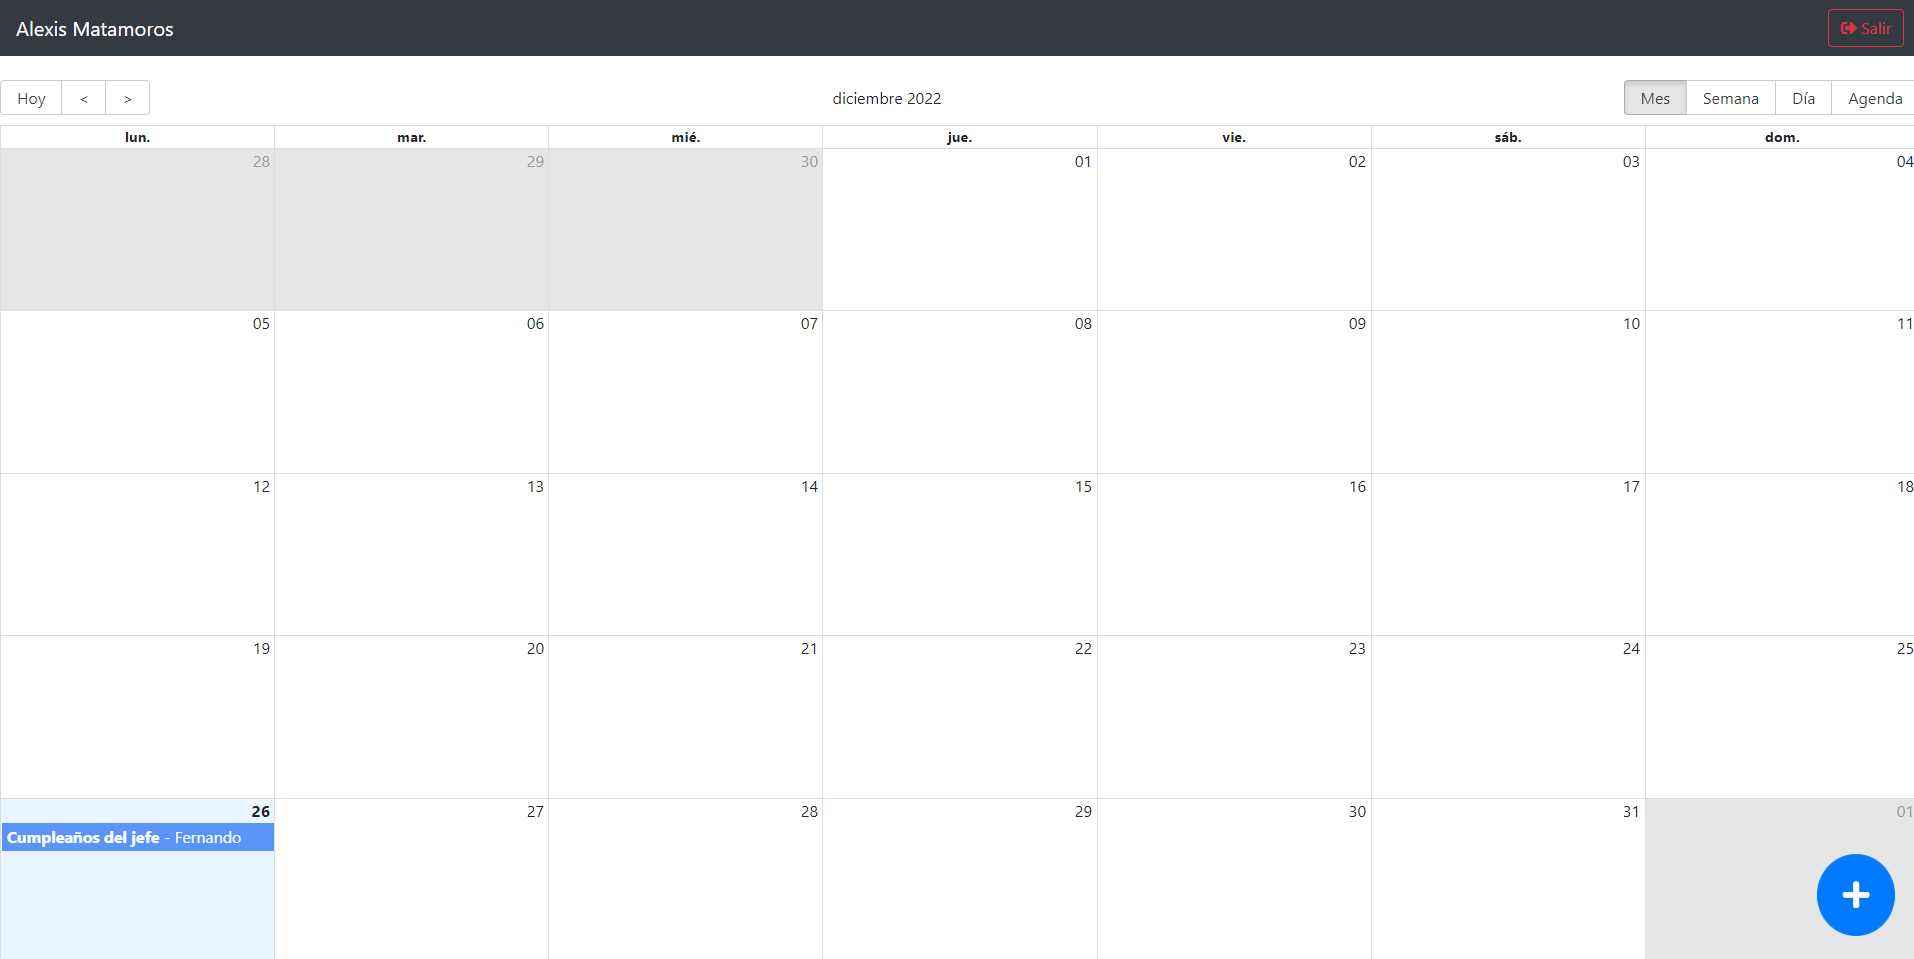 Alexis Matamoros Salir
Hoy < > diciembre 2022 Mes Semana Día Agenda
lun. mar. mié. jue. vie. sáb. dom.
28 29 30 01 02 03 04
05 06 07 08 09 10 11
12 13 14 15 16 17 18
19 20 21 22 23 24 25
26 27 28 29 30 31 01
Cumpleaños del jefe - Fernando